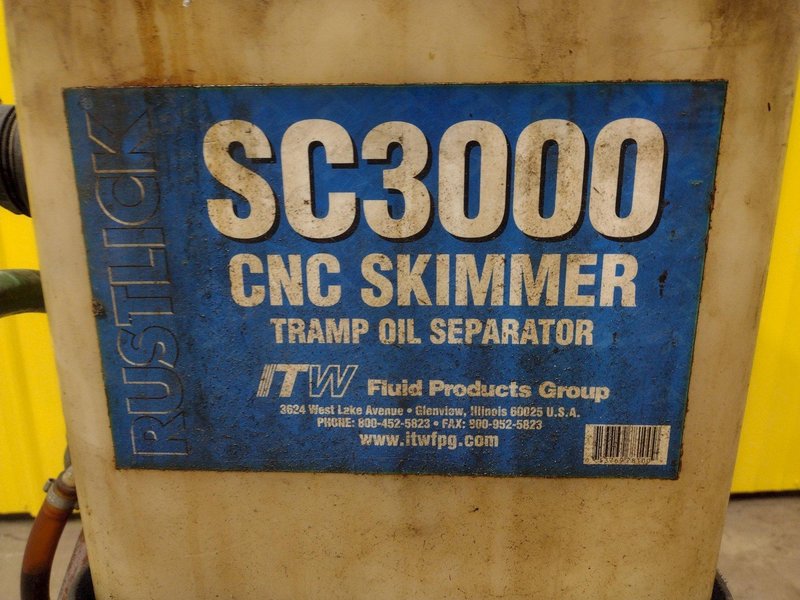 RUSTLICK®
SC3000
CNC SKIMMER
TRAMP OIL SEPARATOR
ITW Fluid Products Group
3624 West Lake Avenue • Glenview, Illinois 60025 U.S.A.
PHONE: 800-452-5823 • FAX: 800-952-5823
www.itwfpg.com